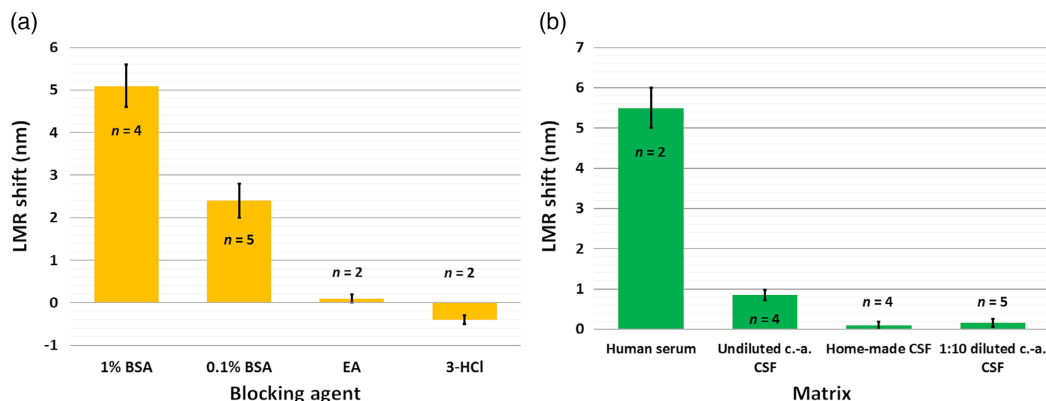 (a)
LMR shift (nm)
6
5
4
3
2
1
0
-1
n = 4
n = 5
n = 2
n = 2
1% BSA
0.1% BSA
EA
3-HCl
Blocking agent
(b)
LMR shift (nm)
7
6
5
4
3
2
1
0
n = 2
n = 4
n = 4
n = 5
Human serum
Undiluted c.-a.
CSF
Home-made CSF
1:10 diluted c.-a.
CSF
Matrix